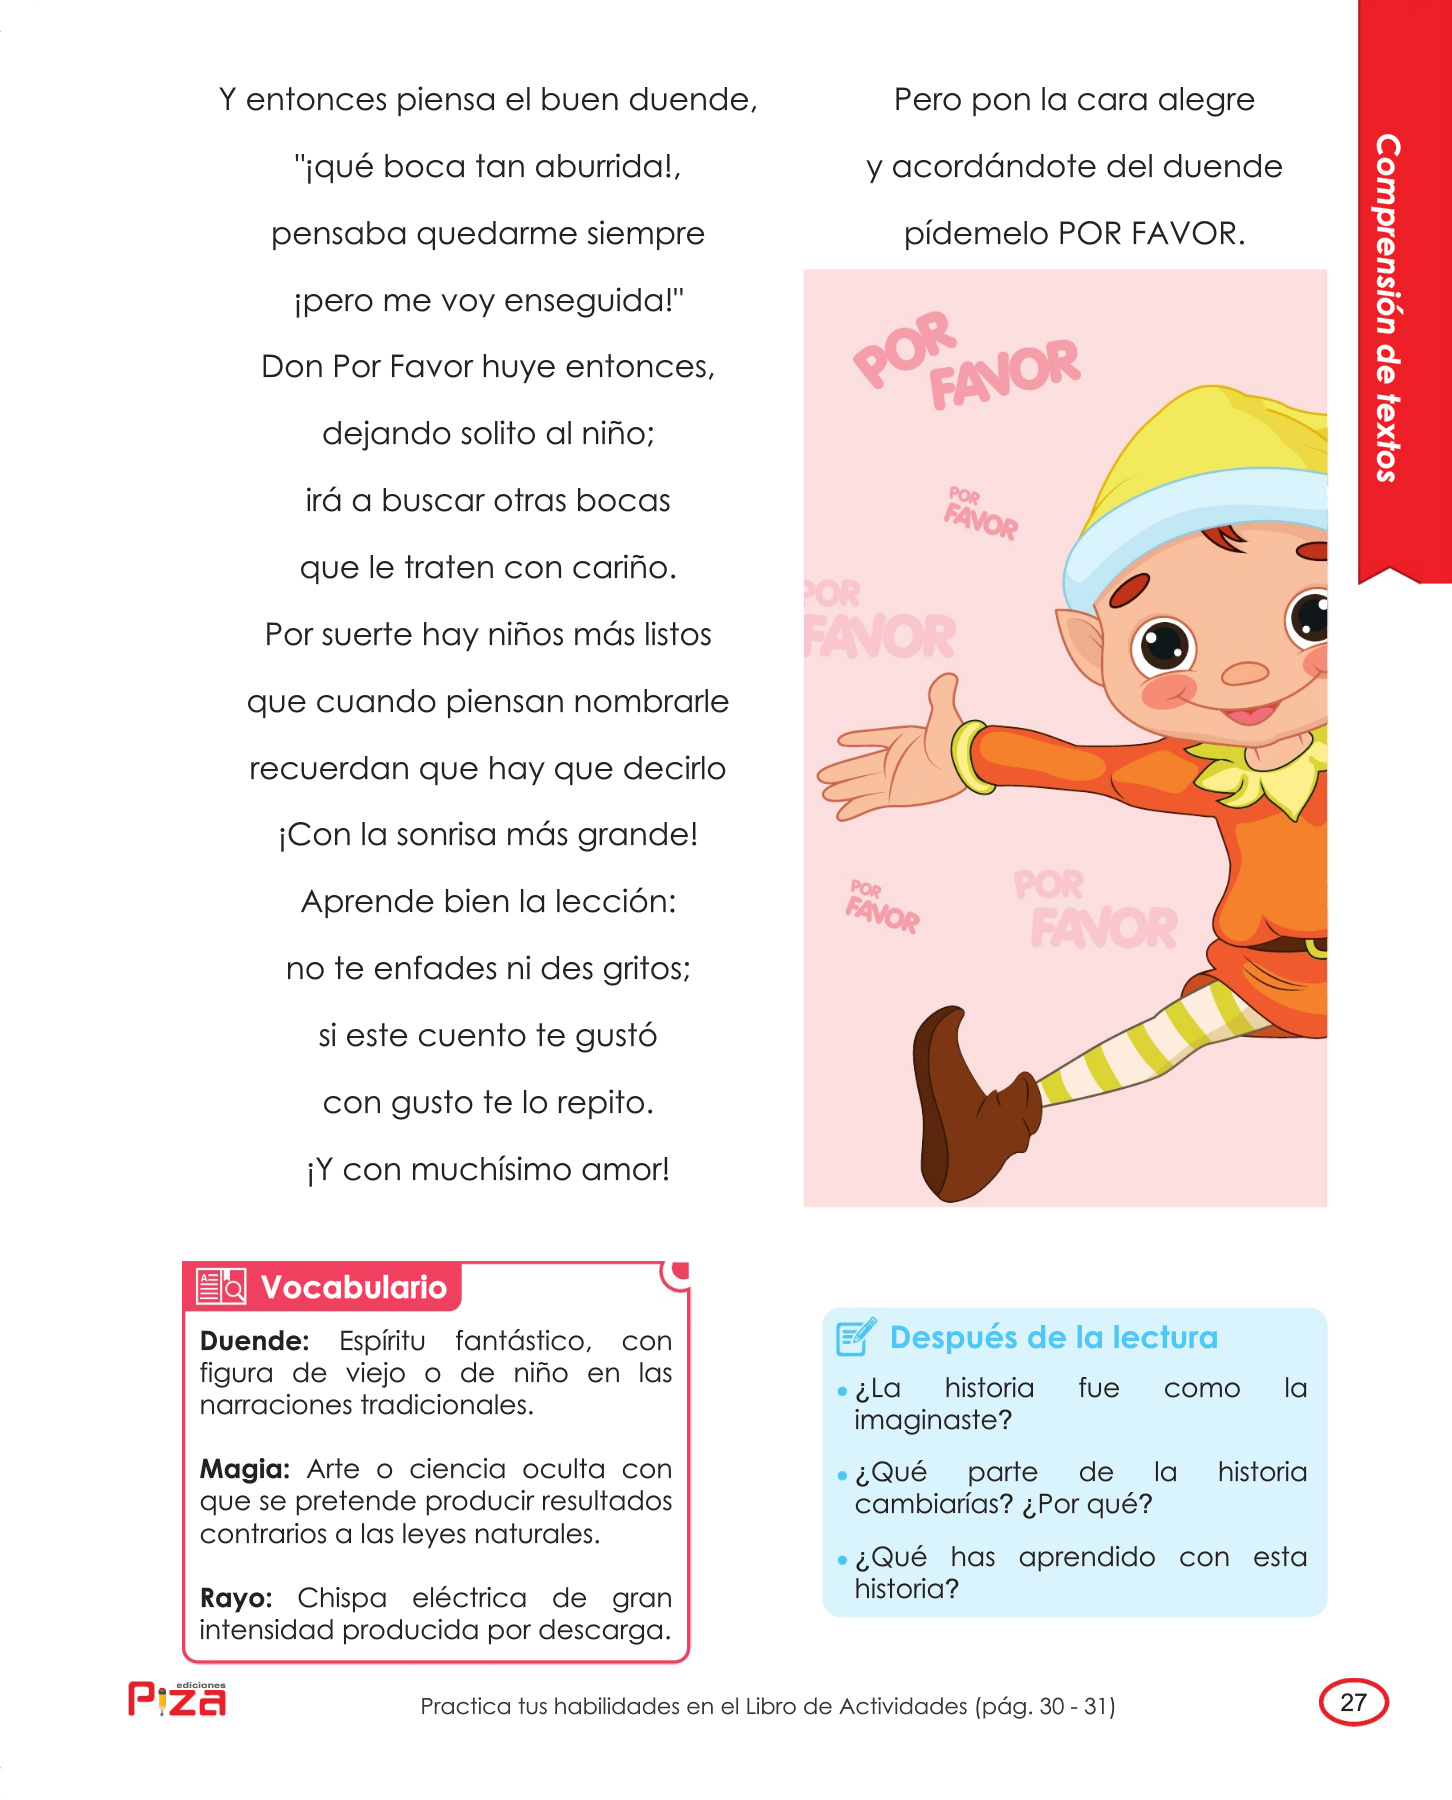 Y entonces piensa el buen duende,
"¡qué boca tan aburrida!,
pensaba quedarme siempre
¡pero me voy enseguida!"
Don Por Favor huye entonces,
dejando solito al niño;
irá a buscar otras bocas
que le traten con cariño.
Por suerte hay niños más listos
que cuando piensan nombrarle
recuerdan que hay que decirlo
¡Con la sonrisa más grande!
Aprende bien la lección:
no te enfades ni des gritos;
si este cuento te gustó
con gusto te lo repito.
¡Y con muchísimo amor!
Pero pon la cara alegre
y acordándote del duende
pídemelo POR FAVOR.
POR
FAVOR
POR
FAVOR
POR
FAVOR
POR
FAVOR
POR
FAVOR
Comprensión de textos
Vocabulario
Duende: Espíritu fantástico, con
figura de viejo o de niño en las
narraciones tradicionales.
Magia: Arte o ciencia oculta con
que se pretende producir resultados
contrarios a las leyes naturales.
Rayo: Chispa eléctrica de gran
intensidad producida por descarga.
Después de la lectura
• ¿La historia fue como la
imaginaste?
• ¿Qué parte de la historia
cambiarías? ¿Por qué?
• ¿Qué has aprendido con esta
historia?
ediciones
Piza
Practica tus habilidades en el Libro de Actividades (pág. 30 - 31)
27